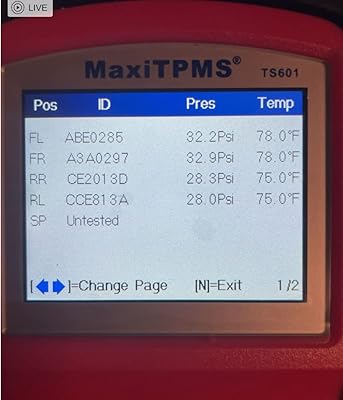 LIVE
MaxiTPMS® TS601
Pos ID Pres Temp
FL ABE0285 32.2Psi 78.0°F
FR A3A0297 32.9Psi 78.0°F
RR CE2013D 28.3Psi 75.0°F
RL CCE813A 28.0Psi 75.0°F
SP Untested
[◀▶]=Change Page [N]=Exit 1/2